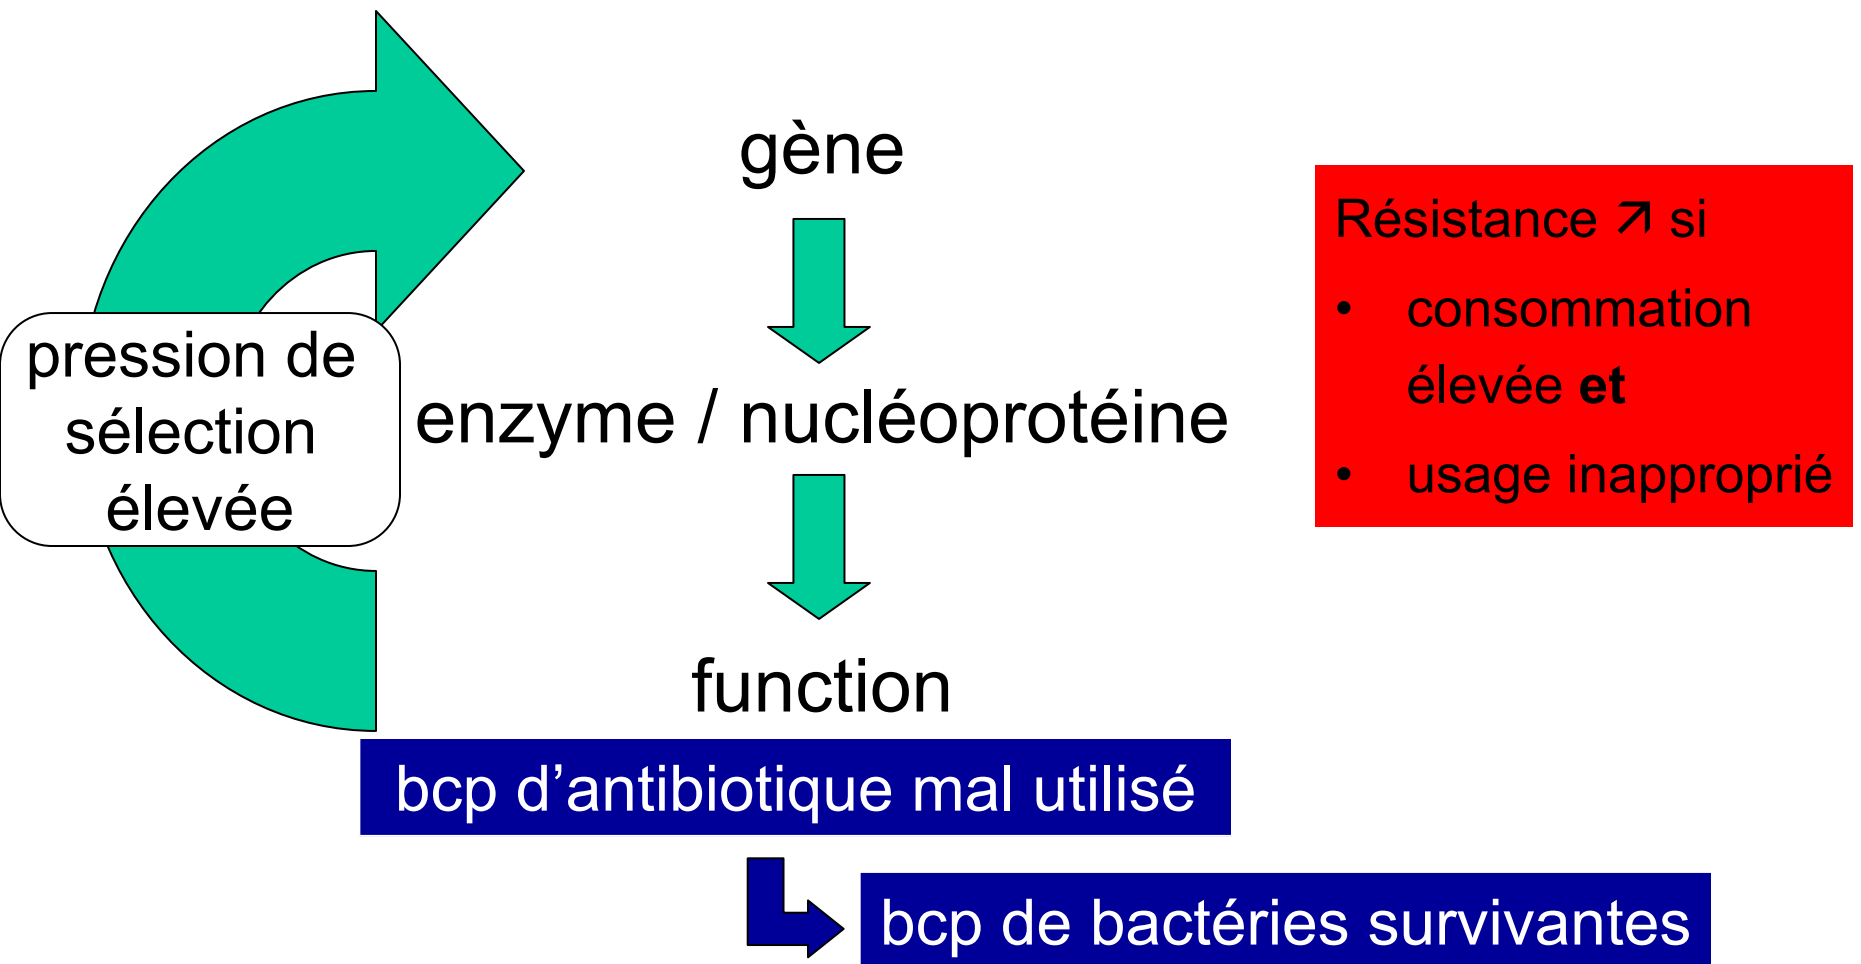 gène
pression de
sélection
élevée
enzyme / nucléoprotéine
function
bcp d’antibiotique mal utilisé
bcp de bactéries survivantes
Résistance ↗ si
• consommation
élevée et
• usage inapproprié